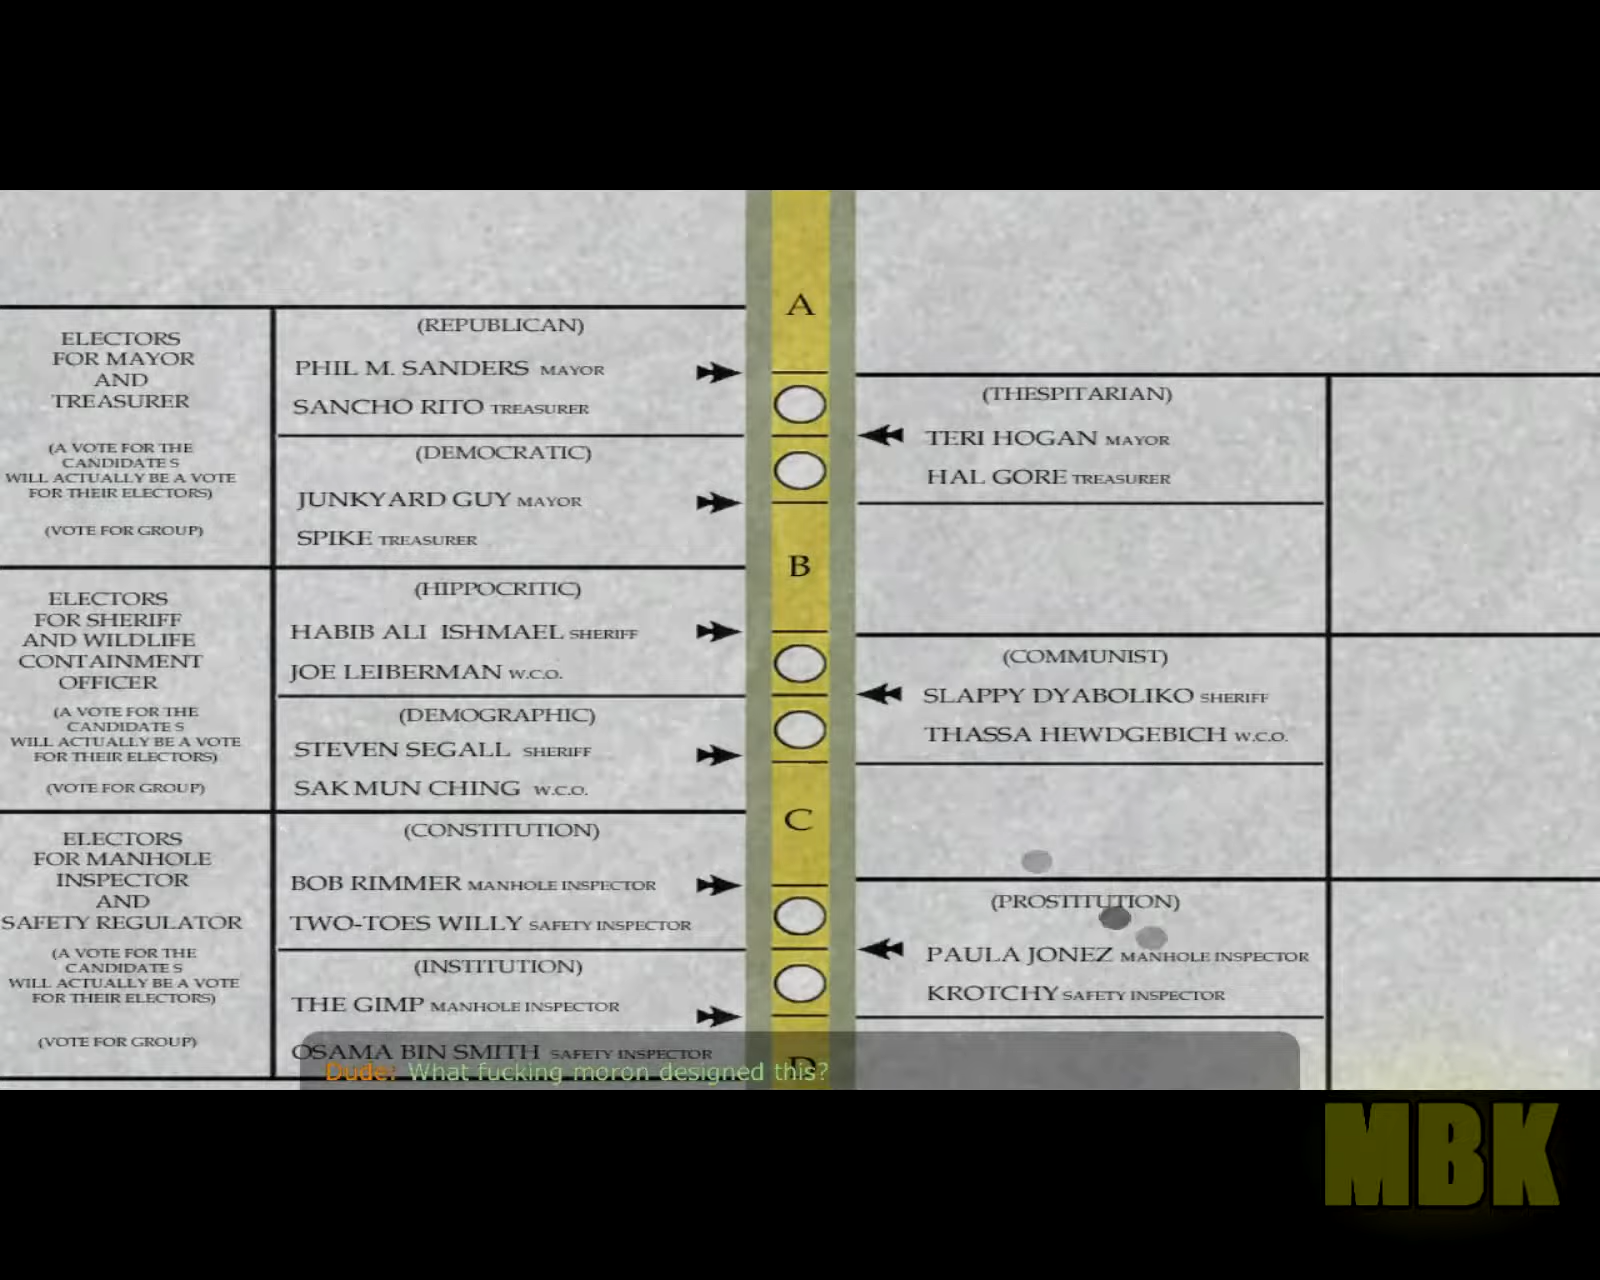 ELECTORS
FOR MAYOR
AND
TREASURER
(A VOTE FOR THE
CANDIDATE S
WILL ACTUALLY BE A VOTE
FOR THEIR ELECTORS)
(VOTE FOR GROUP)
(REPUBLICAN)
PHIL M. SANDERS MAYOR
SANCHO RITO TREASURER
(DEMOCRATIC)
JUNKYARD GUY MAYOR
SPIKE TREASURER
ELECTORS
FOR SHERIFF
AND WILDLIFE
CONTAINMENT
OFFICER
(A VOTE FOR THE
CANDIDATE S
WILL ACTUALLY BE A VOTE
FOR THEIR ELECTORS)
(VOTE FOR GROUP)
(HIPPOCRITIC)
HABIB ALI ISHMAEL SHERIFF
JOE LEIBERMAN W.C.O.
(DEMOGRAPHIC)
STEVEN SEGALL SHERIFF
SAK MUN CHING W.C.O.
ELECTORS
FOR MANHOLE
INSPECTOR
AND
SAFETY REGULATOR
(A VOTE FOR THE
CANDIDATE S
WILL ACTUALLY BE A VOTE
FOR THEIR ELECTORS)
(VOTE FOR GROUP)
(CONSTITUTION)
BOB RIMMER MANHOLE INSPECTOR
TWO-TOES WILLY SAFETY INSPECTOR
(INSTITUTION)
THE GIMP MANHOLE INSPECTOR
OSAMA BIN SMITH SAFETY INSPECTOR
A
B
C
D
(THESPITARIAN)
TERI HOGAN MAYOR
HAL GORE TREASURER
(COMMUNIST)
SLAPPY DYABOLIKO SHERIFF
THASSA HEWDGEBICH W.C.O.
(PROSTITUTION)
PAULA JONEZ MANHOLE INSPECTOR
KROTCHY SAFETY INSPECTOR
Dude: What fucking moron designed this?
MBK